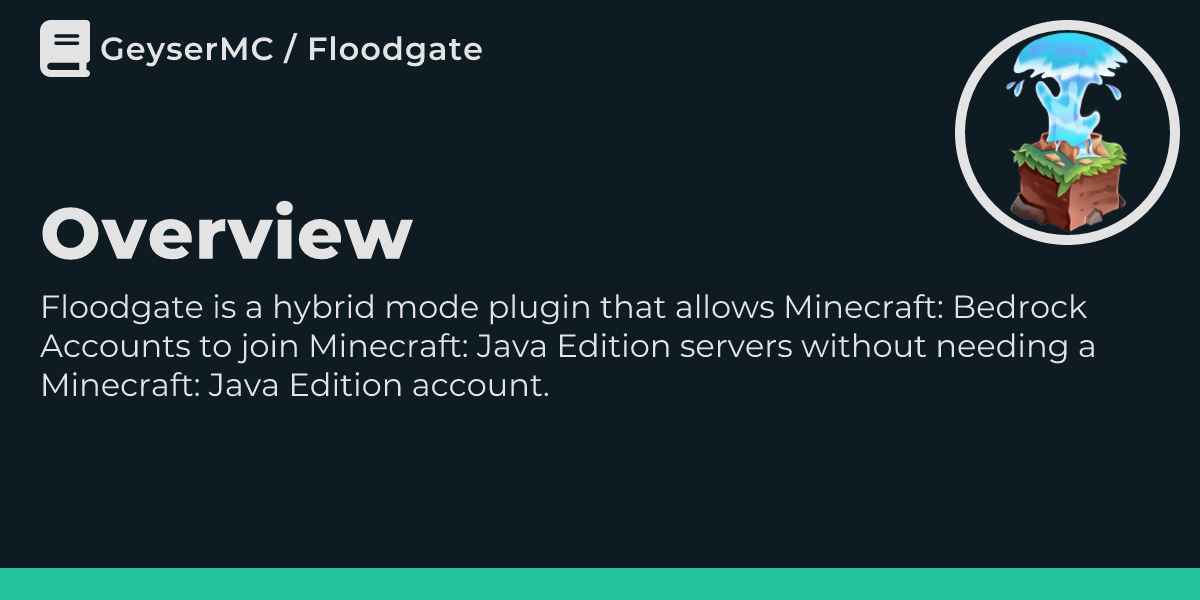 GeyserMC / Floodgate
Overview
Floodgate is a hybrid mode plugin that allows Minecraft: Bedrock
Accounts to join Minecraft: Java Edition servers without needing a
Minecraft: Java Edition account.